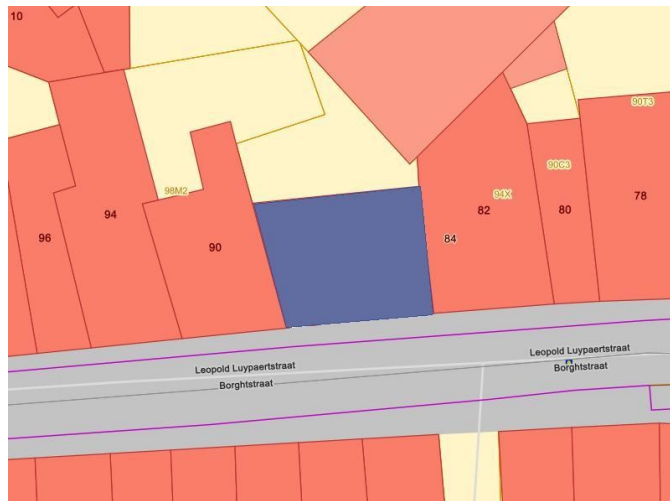 10
90T3
90C3
98M2
94X
96
94
90
84
82
80
78
Leopold Luypaertstraat
Borghtstraat
Leopold Luypaertstraat
Borghtstraat